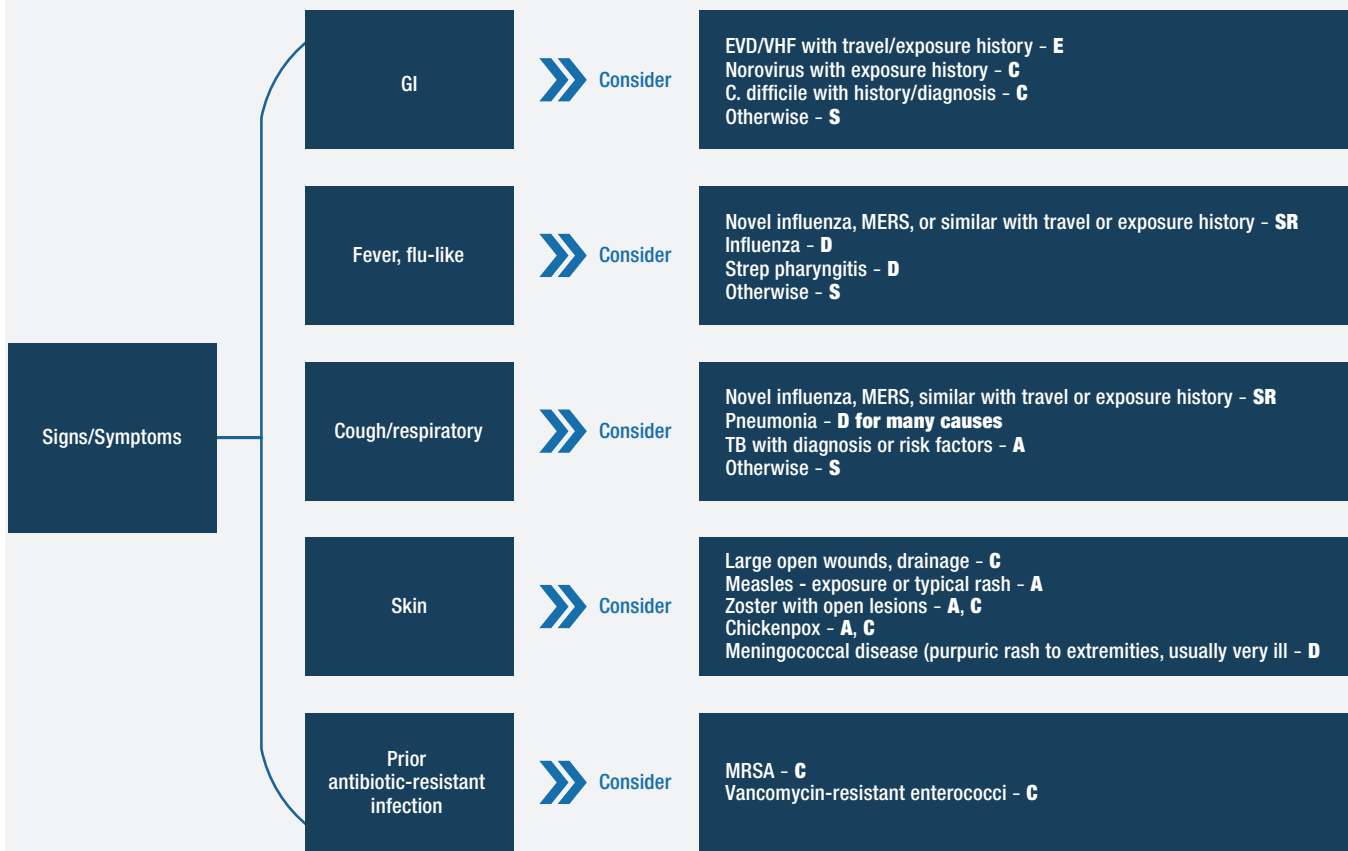 Signs/Symptoms
GI
Consider
EVD/VHF with travel/exposure history - E
Norovirus with exposure history - C
C. difficile with history/diagnosis - C
Otherwise - S
Fever, flu-like
Consider
Novel influenza, MERS, or similar with travel or exposure history - SR
Influenza - D
Strep pharyngitis - D
Otherwise - S
Cough/respiratory
Consider
Novel influenza, MERS, similar with travel or exposure history - SR
Pneumonia - D for many causes
TB with diagnosis or risk factors - A
Otherwise - S
Skin
Consider
Large open wounds, drainage - C
Measles - exposure or typical rash - A
Zoster with open lesions - A, C
Chickenpox - A, C
Meningococcal disease (purpuric rash to extremities, usually very ill - D
Prior
antibiotic-resistant
infection
Consider
MRSA - C
Vancomycin-resistant enterococci - C